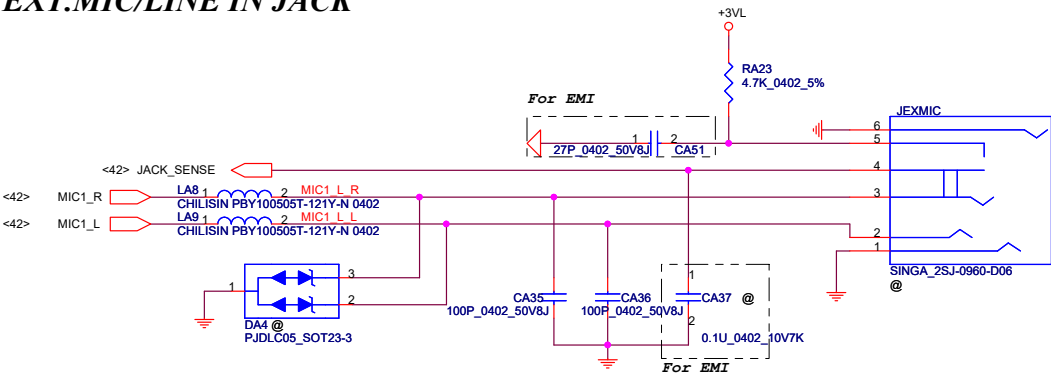 EXT.MIC/LINE IN JACK
+3VL
RA23
4.7K_0402_5%
For EMI
JEXMIC
1 2
27P_0402_50V8J CA51
6
5
<42> JACK_SENSE
4
<42> MIC1_R LA8 1 2 MIC1_L_R
3
CHILISIN PBY100505T-121Y-N 0402
<42> MIC1_L LA9 1 2 MIC1_L_L
CHILISIN PBY100505T-121Y-N 0402
2
1
SINGA_2SJ-0960-D06
@
3
1
2
DA4 @
PJDLC05_SOT23-3
CA35
100P_0402_50V8J
CA36
100P_0402_50V8J
1
CA37 @
2
0.1U_0402_10V7K
For EMI